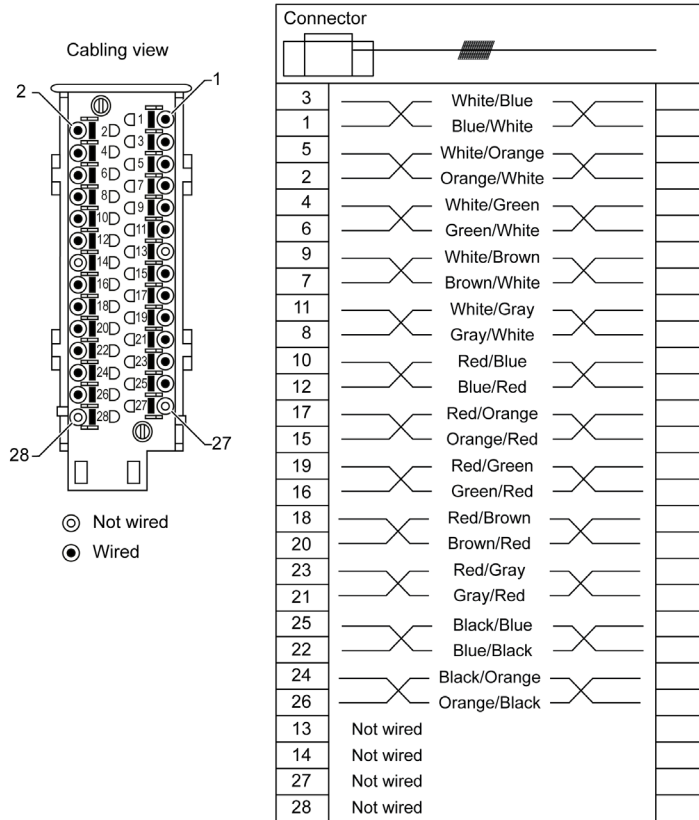 Connector
Cabling view
2
1
1
2
3
4
5
6
7
8
9
10
11
12
13
14
15
16
17
18
19
20
21
22
23
24
25
26
27
28
28
27
Not wired
Wired
3 White/Blue
1 Blue/White
5 White/Orange
2 Orange/White
4 White/Green
6 Green/White
9 White/Brown
7 Brown/White
11 White/Gray
8 Gray/White
10 Red/Blue
12 Blue/Red
17 Red/Orange
15 Orange/Red
19 Red/Green
16 Green/Red
18 Red/Brown
20 Brown/Red
23 Red/Gray
21 Gray/Red
25 Black/Blue
22 Blue/Black
24 Black/Orange
26 Orange/Black
13 Not wired
14 Not wired
27 Not wired
28 Not wired